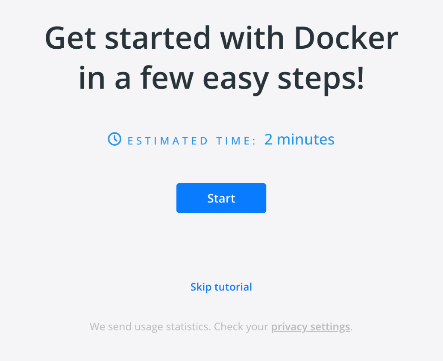 Get started with Docker
in a few easy steps!
ESTIMATED TIME: 2 minutes
Start
Skip tutorial
We send usage statistics. Check your privacy settings.